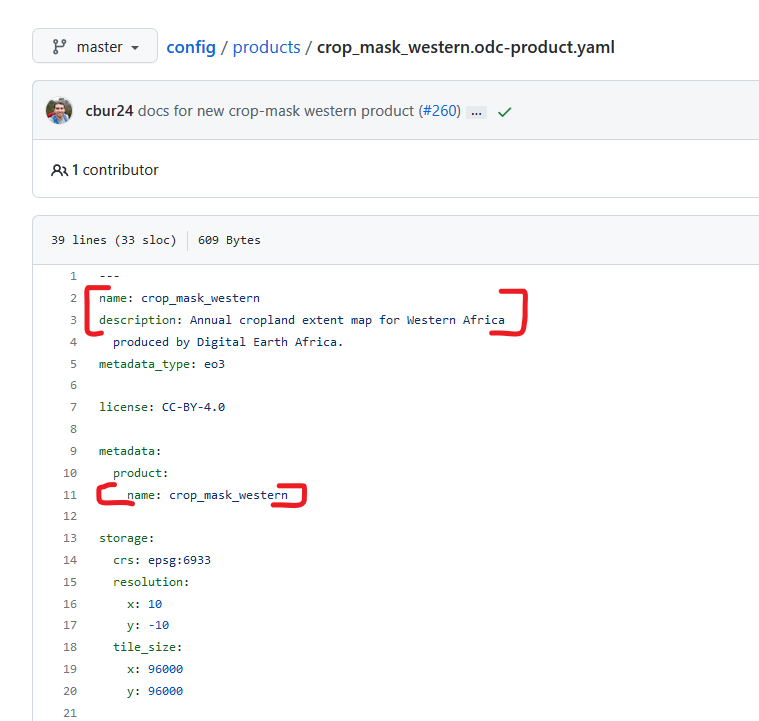 master
config / products / crop_mask_western.odc-product.yaml
cbur24 docs for new crop-mask western product (#260) ...
1 contributor
39 lines (33 sloc) 609 Bytes
1 ---
2 name: crop_mask_western
3 description: Annual cropland extent map for Western Africa
4 produced by Digital Earth Africa.
5 metadata_type: eo3
6
7 license: CC-BY-4.0
8
9 metadata:
10 product:
11 name: crop_mask_western
12
13 storage:
14 crs: epsg:6933
15 resolution:
16 x: 10
17 y: -10
18 tile_size:
19 x: 96000
20 y: 96000
21